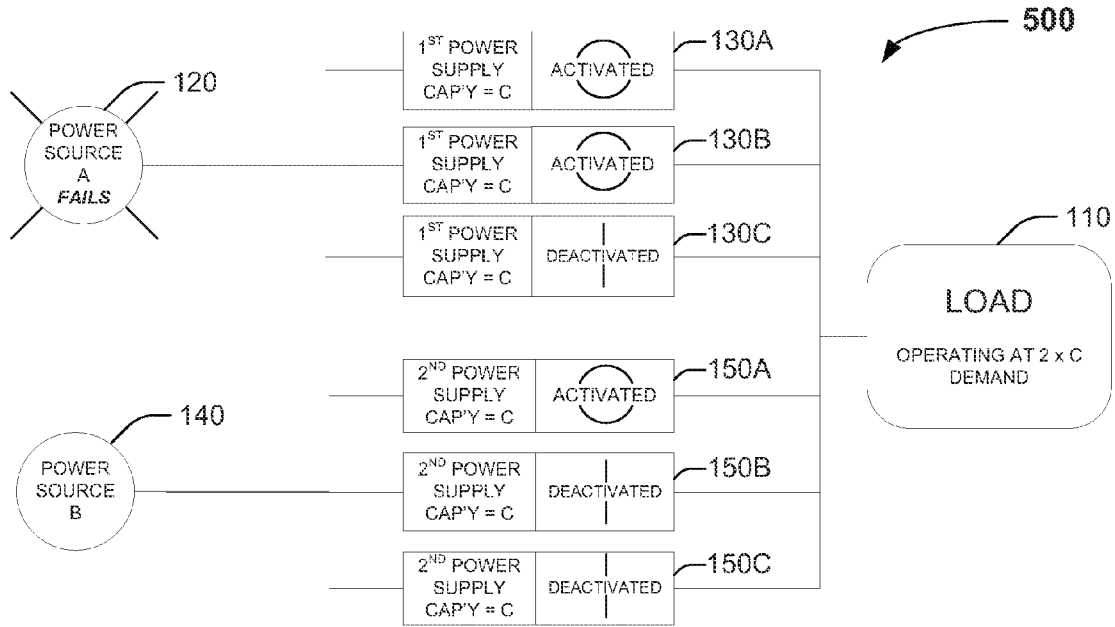 500
1ST POWER
SUPPLY
CAP'Y = C
ACTIVATED
130A
120
POWER
SOURCE
A
FAILS
1ST POWER
SUPPLY
CAP'Y = C
ACTIVATED
130B
1ST POWER
SUPPLY
CAP'Y = C
DEACTIVATED
130C
110
LOAD
OPERATING AT 2 x C
DEMAND
2ND POWER
SUPPLY
CAP'Y = C
ACTIVATED
150A
140
POWER
SOURCE
B
2ND POWER
SUPPLY
CAP'Y = C
DEACTIVATED
150B
2ND POWER
SUPPLY
CAP'Y = C
DEACTIVATED
150C